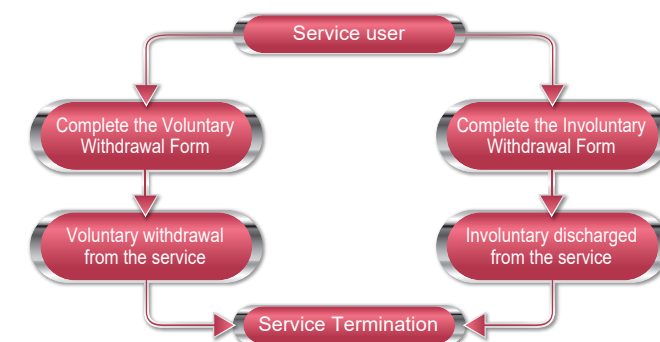 Service user
Complete the Voluntary
Withdrawal Form
Complete the Involuntary
Withdrawal Form
Voluntary withdrawal
from the service
Involuntary discharged
from the service
Service Termination